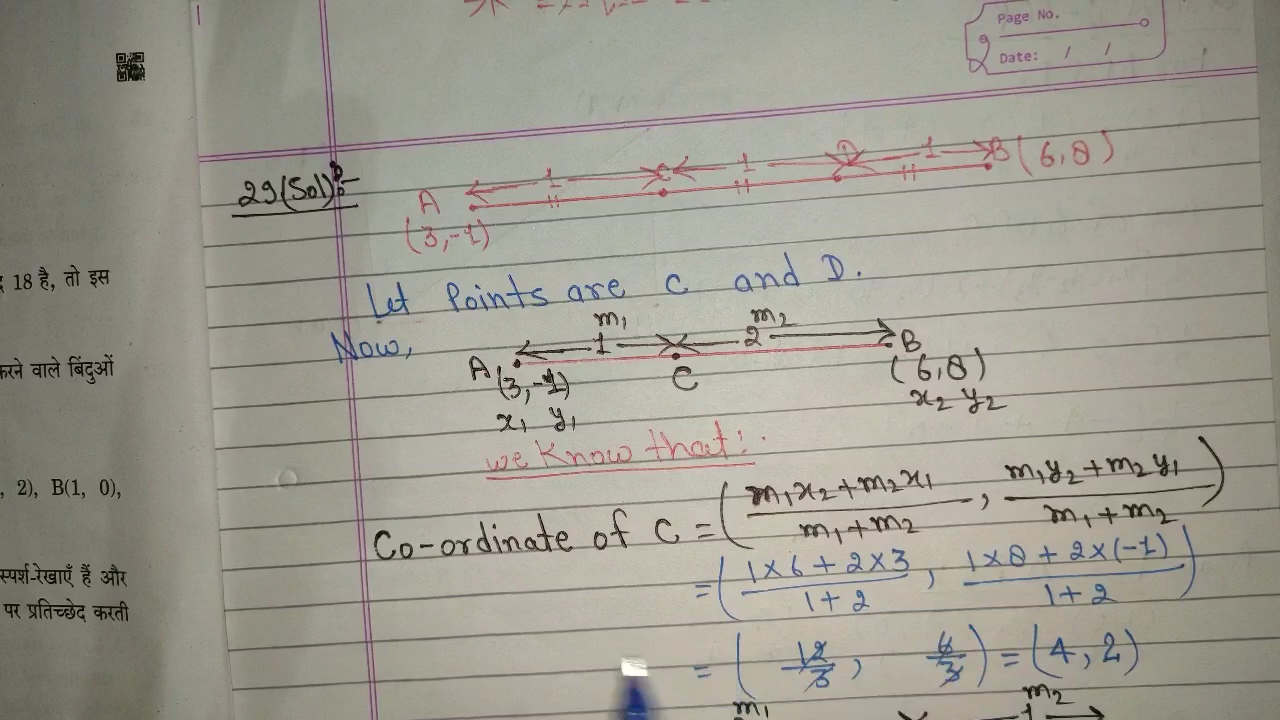 Page No.
Date: / /
29(Sol):-
A 1 C 1 D 1 B(6,8)
(3,-1)
Let Points are C and D.
Now,
m₁ m₂
A 1 C 2 B
(3,-1) (6,8)
x₁ y₁ x₂ y₂
we know that:-
Co-ordinate of C = (m₁x₂+m₂x₁/m₁+m₂, m₁y₂+m₂y₁/m₁+m₂)
= (1×6+2×3/1+2, 1×8+2×(-1)/1+2)
= (12/3, 6/3) = (4,2)
m₁ m₂
1
18 है, तो इस
करने वाले बिंदुओं
, 2), B(1, 0),
स्पर्श-रेखाएँ हैं और
पर प्रतिच्छेद करती